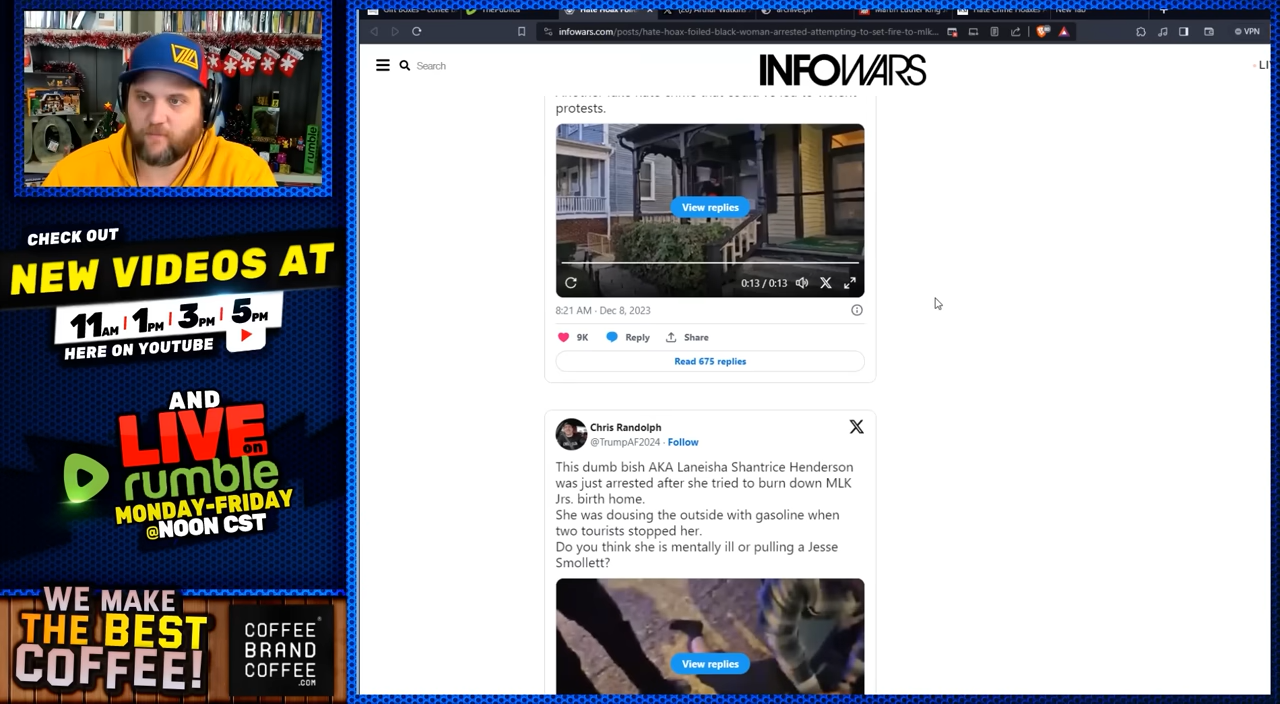 infowars.com/posts/hate-hoax-foiled-black-woman-arrested-attempting-to-set-fire-to-mlk...
VPN
Search
INFOWARS
protests.
View replies
0:13 / 0:13
8:21 AM · Dec 8, 2023
9K Reply Share
Read 675 replies
Chris Randolph
@TrumpAF2024 · Follow
This dumb bish AKA Laneisha Shantrice Henderson
was just arrested after she tried to burn down MLK
Jrs. birth home.
She was dousing the outside with gasoline when
two tourists stopped her.
Do you think she is mentally ill or pulling a Jesse
Smollett?
View replies
rumble
CHECK OUT
NEW VIDEOS AT
11AM | 1PM | 3PM | 5PM
HERE ON YOUTUBE
AND
LIVE on
rumble
MONDAY-FRIDAY
@NOON CST
WE MAKE
THE BEST
COFFEE!
COFFEE
BRAND
COFFEE
.COM